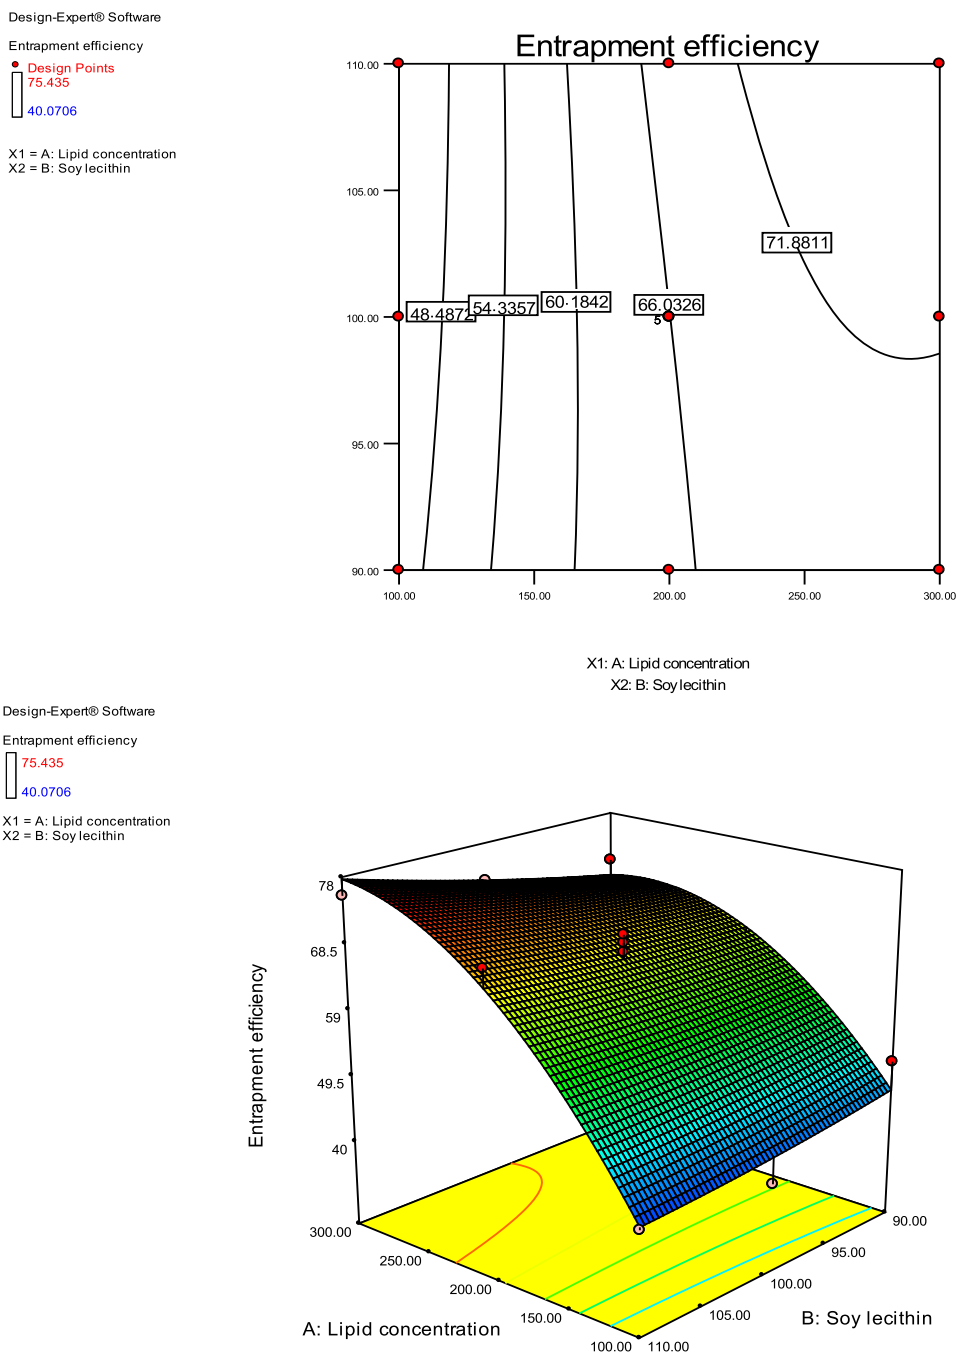 Design-Expert® Software
Entrapment efficiency
Design Points
75.435
40.0706
X1 = A: Lipid concentration
X2 = B: Soy lecithin
Entrapment efficiency
110.00
105.00
100.00
95.00
90.00
48.4872
54.3357
60.1842
66.0326
71.8811
5
100.00
150.00
200.00
250.00
300.00
X1: A: Lipid concentration
X2: B: Soy lecithin
Design-Expert® Software
Entrapment efficiency
75.435
40.0706
X1 = A: Lipid concentration
X2 = B: Soy lecithin
Entrapment efficiency
78
68.5
59
49.5
40
300.00
250.00
200.00
150.00
100.00
A: Lipid concentration
90.00
95.00
100.00
105.00
110.00
B: Soy lecithin